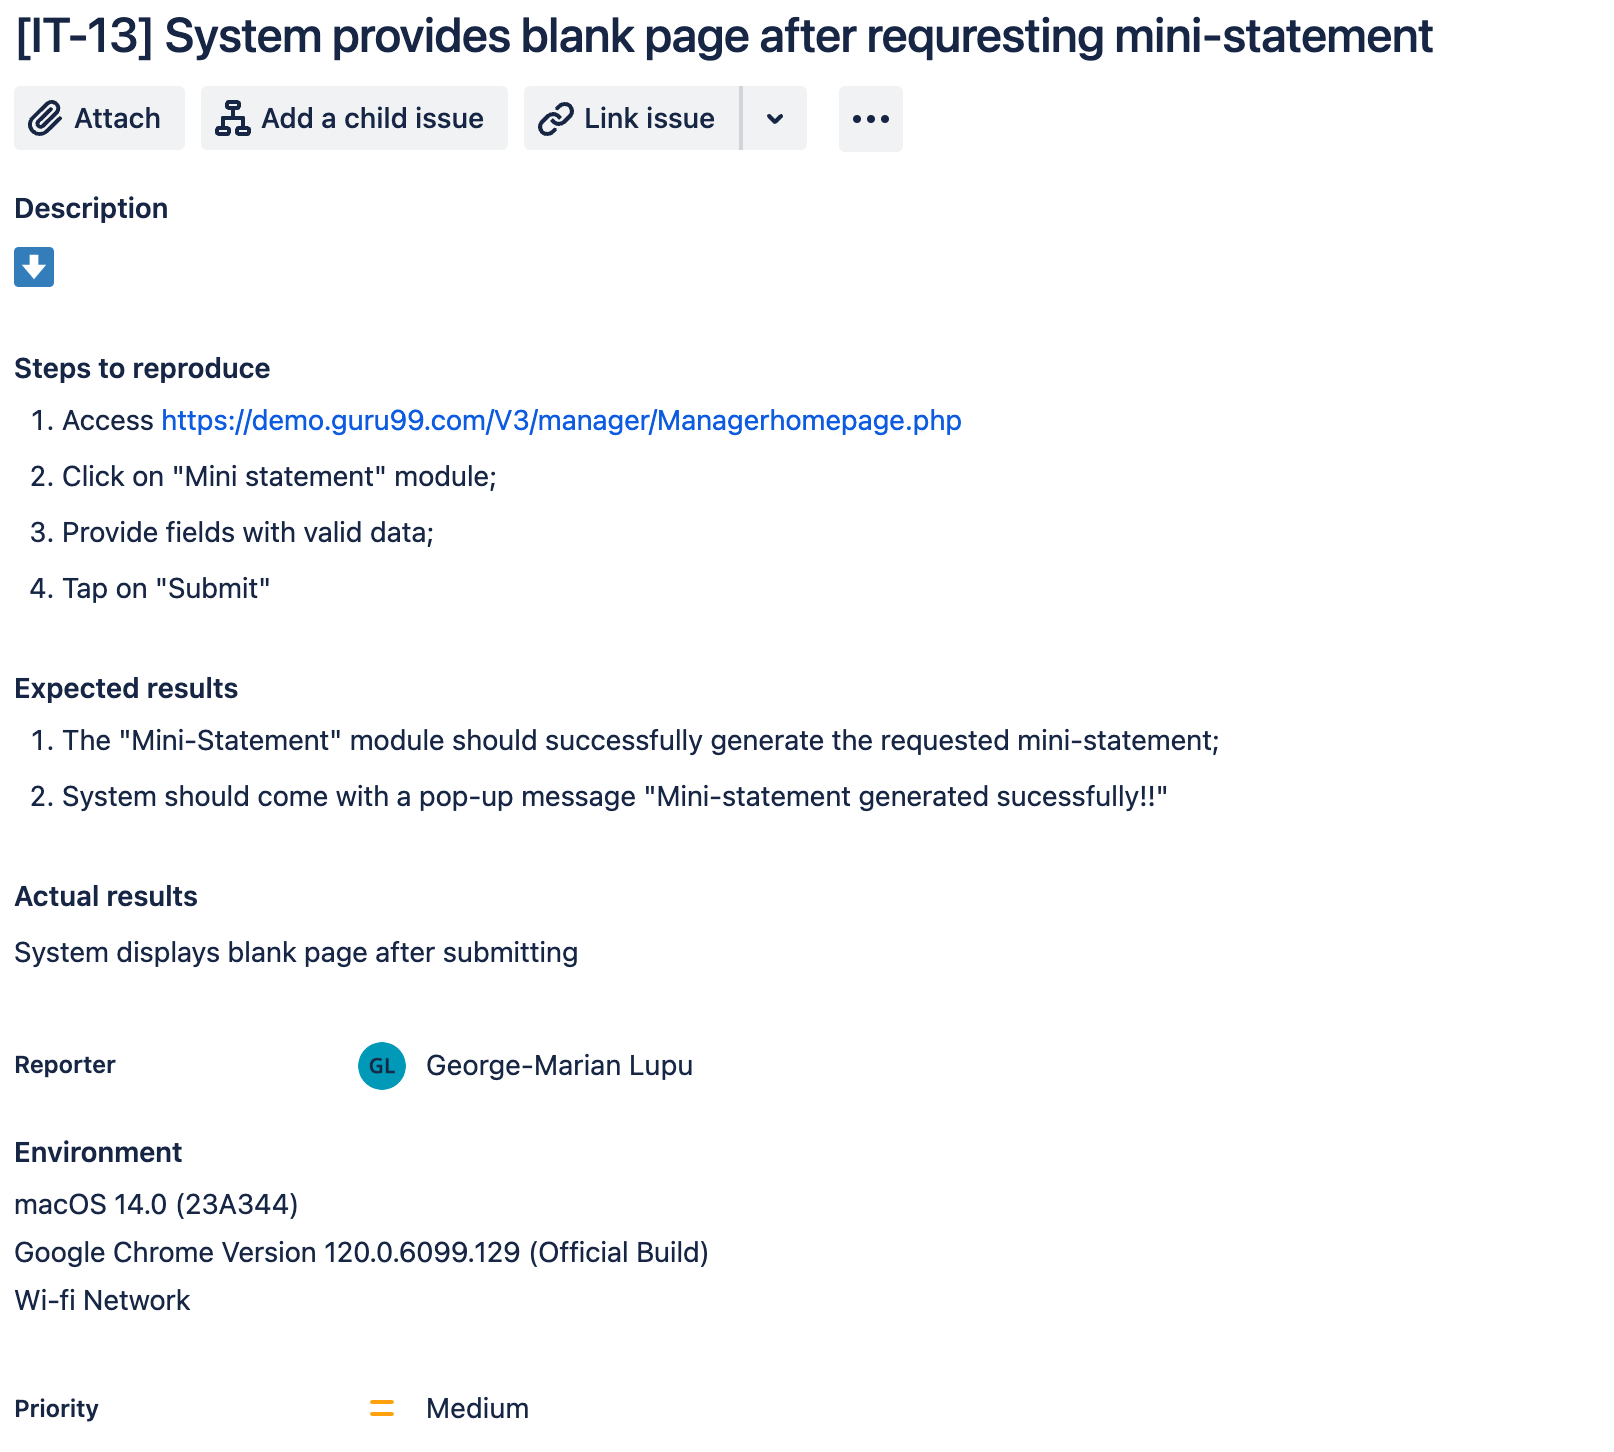 [IT-13] System provides blank page after requresting mini-statement
Attach
Add a child issue
Link issue
Description
Steps to reproduce
1. Access https://demo.guru99.com/V3/manager/Managerhomepage.php
2. Click on "Mini statement" module;
3. Provide fields with valid data;
4. Tap on "Submit"
Expected results
1. The "Mini-Statement" module should successfully generate the requested mini-statement;
2. System should come with a pop-up message "Mini-statement generated sucessfully!!"
Actual results
System displays blank page after submitting
Reporter GL George-Marian Lupu
Environment
macOS 14.0 (23A344)
Google Chrome Version 120.0.6099.129 (Official Build)
Wi-fi Network
Priority Medium